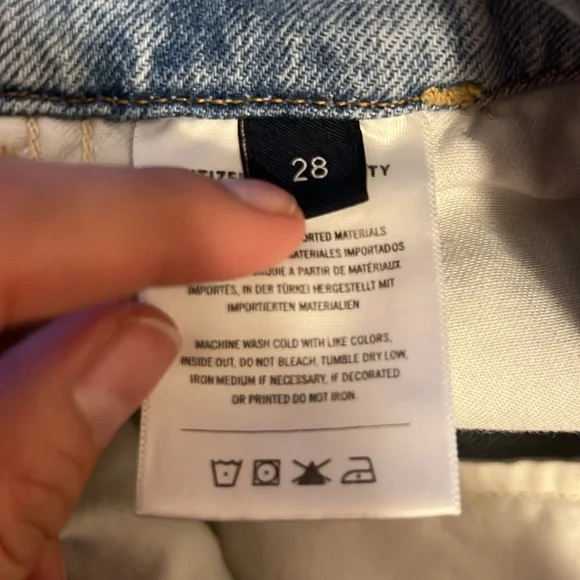 28
TIZE TY
ORTED MATERIALS
MATERIALES IMPORTADOS
A PARTIR DE MATÉRIAUX
IMPORTÉS, IN DER TÜRKEI HERGESTELLT MIT
IMPORTIERTEN MATERIALIEN
MACHINE WASH COLD WITH LIKE COLORS,
INSIDE OUT, DO NOT BLEACH, TUMBLE DRY LOW,
IRON MEDIUM IF NECESSARY, IF DECORATED
OR PRINTED DO NOT IRON.